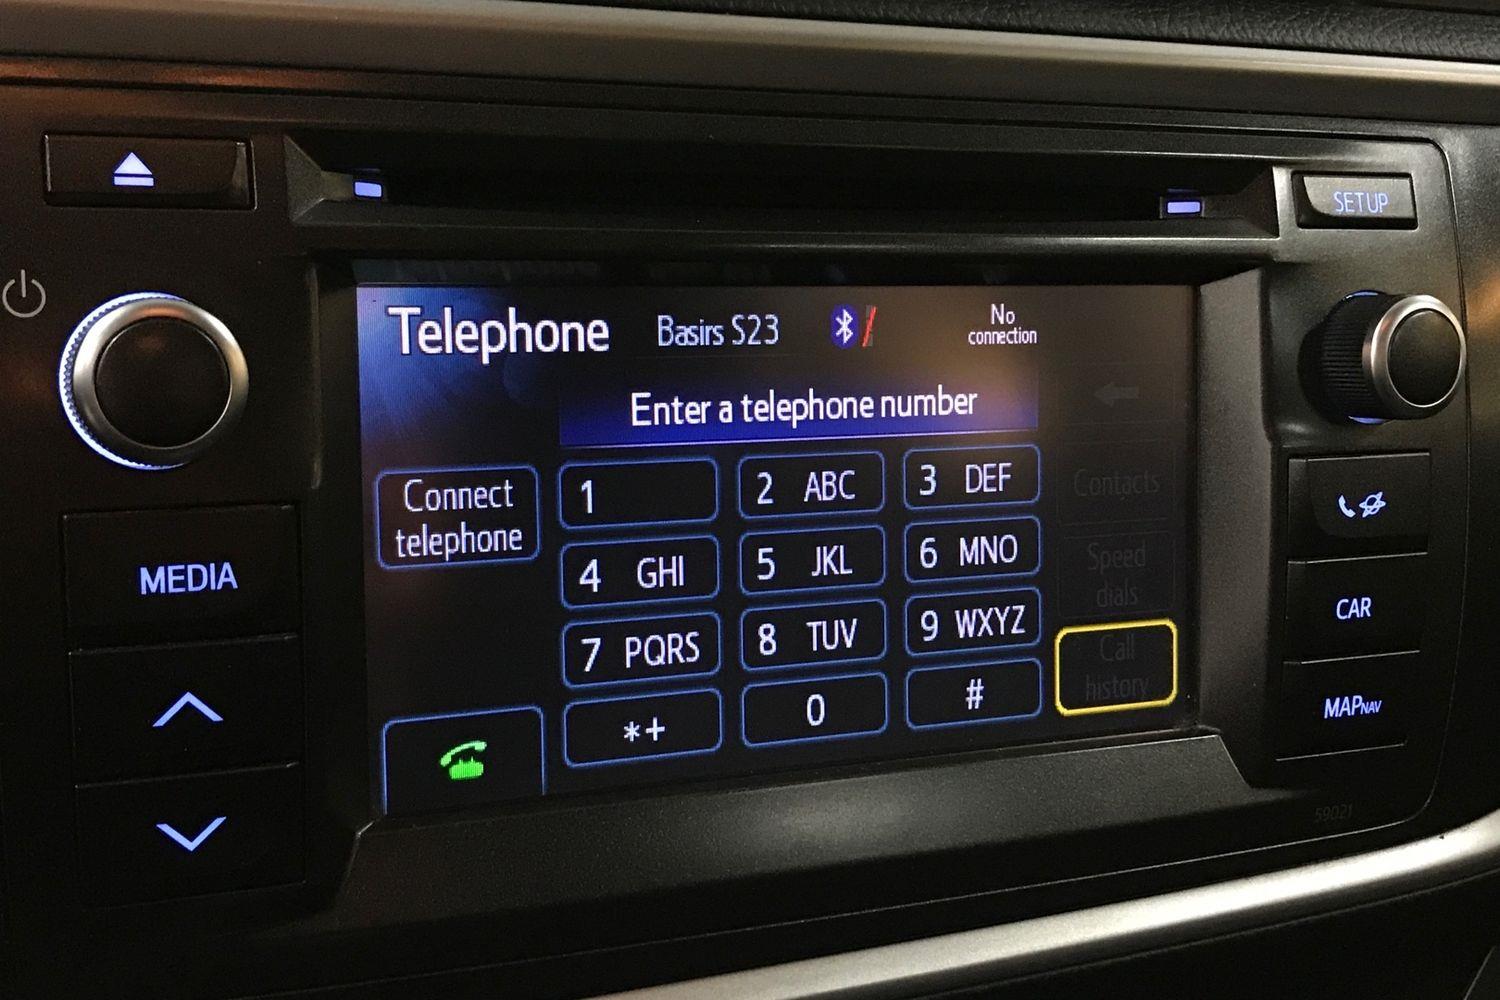 SETUP
Telephone
Basirs S23
No
connection
Enter a telephone number
Connect
telephone
1
2 ABC
3 DEF
Contacts
4 GHI
5 JKL
6 MNO
Speed
dials
7 PQRS
8 TUV
9 WXYZ
Call
history
*+
0
#
MEDIA
CAR
MAPNAV
59021